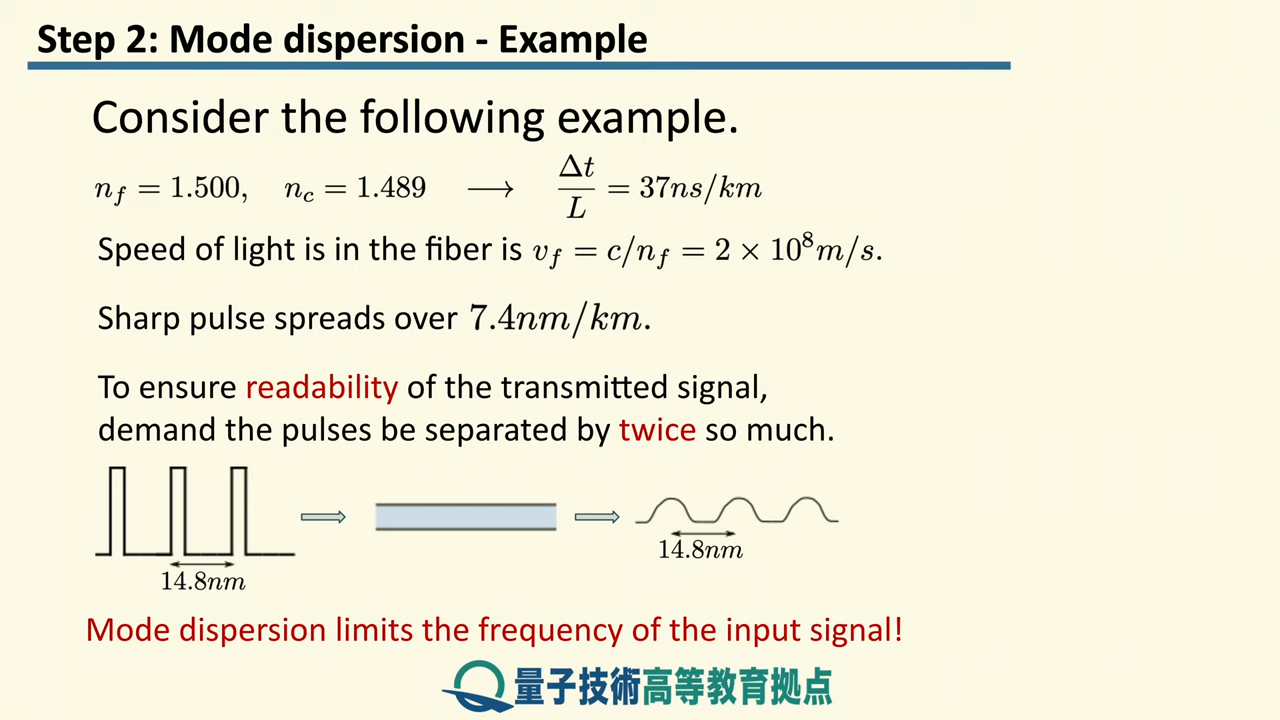 Step 2: Mode dispersion - Example
Consider the following example.
n_f = 1.500, n_c = 1.489 ⟶ Δt/L = 37ns/km
Speed of light is in the fiber is v_f = c/n_f = 2 × 10^8 m/s.
Sharp pulse spreads over 7.4nm/km.
To ensure readability of the transmitted signal,
demand the pulses be separated by twice so much.
14.8nm
14.8nm
Mode dispersion limits the frequency of the input signal!
量子技術高等教育拠点